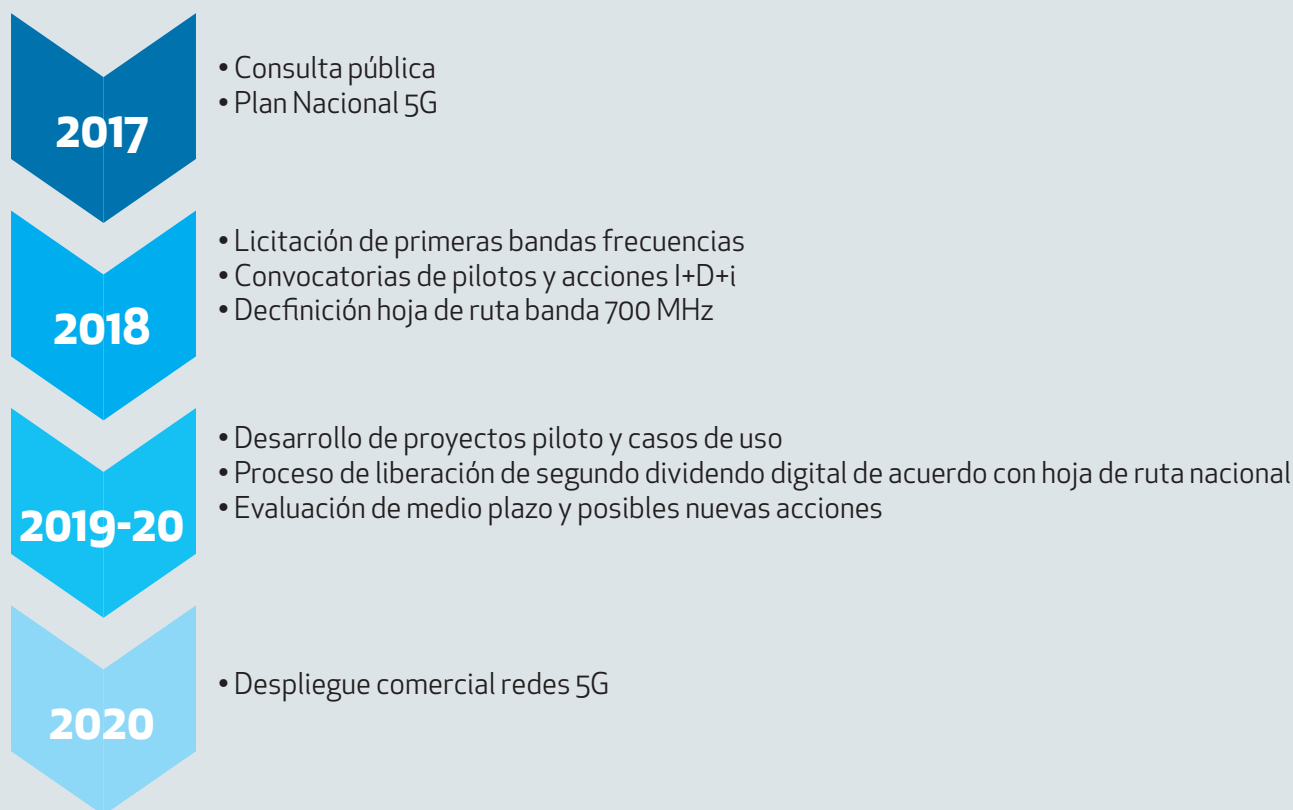 2017
• Consulta pública
• Plan Nacional 5G
2018
• Licitación de primeras bandas frecuencias
• Convocatorias de pilotos y acciones I+D+i
• Decfinición hoja de ruta banda 700 MHz
2019-20
• Desarrollo de proyectos piloto y casos de uso
• Proceso de liberación de segundo dividendo digital de acuerdo con hoja de ruta nacional
• Evaluación de medio plazo y posibles nuevas acciones
2020
• Despliegue comercial redes 5G